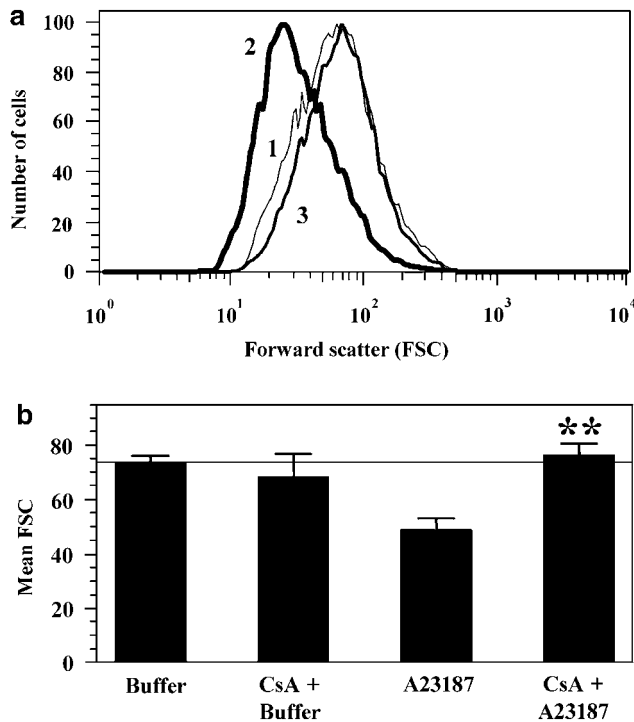 a
100
80
60
40
20
0
Number of cells
2
1
3
10^0
10^1
10^2
10^3
10^4
Forward scatter (FSC)
b
80
60
40
20
0
Mean FSC
**
Buffer
CsA +
Buffer
A23187
CsA +
A23187